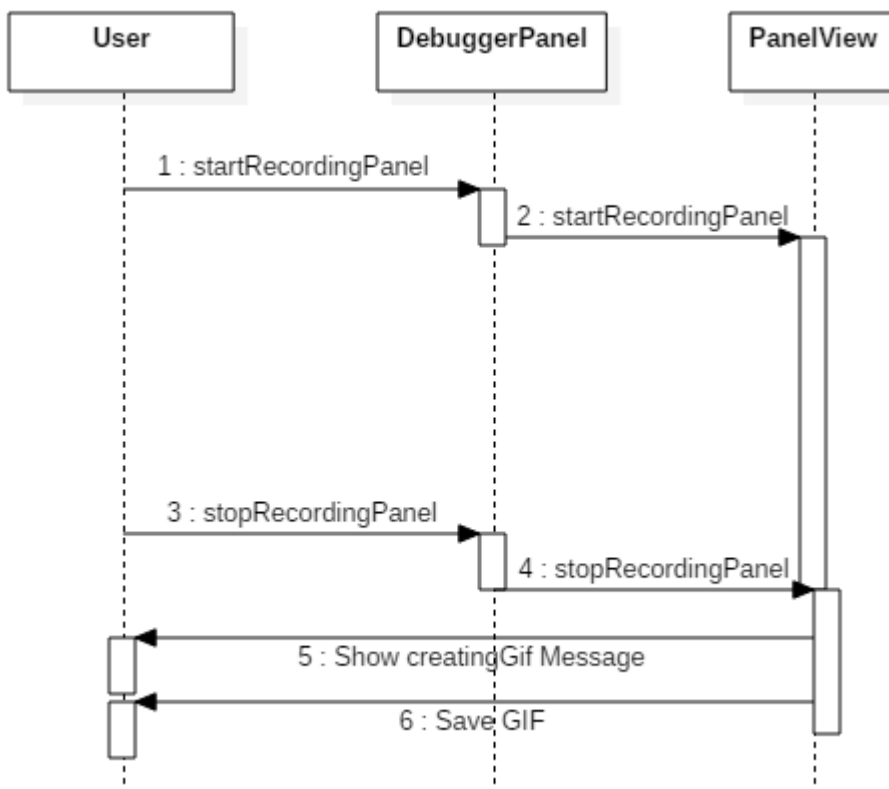 User
DebuggerPanel
PanelView
1 : startRecordingPanel
2 : startRecordingPanel
3 : stopRecordingPanel
4 : stopRecordingPanel
5 : Show creatingGif Message
6 : Save GIF